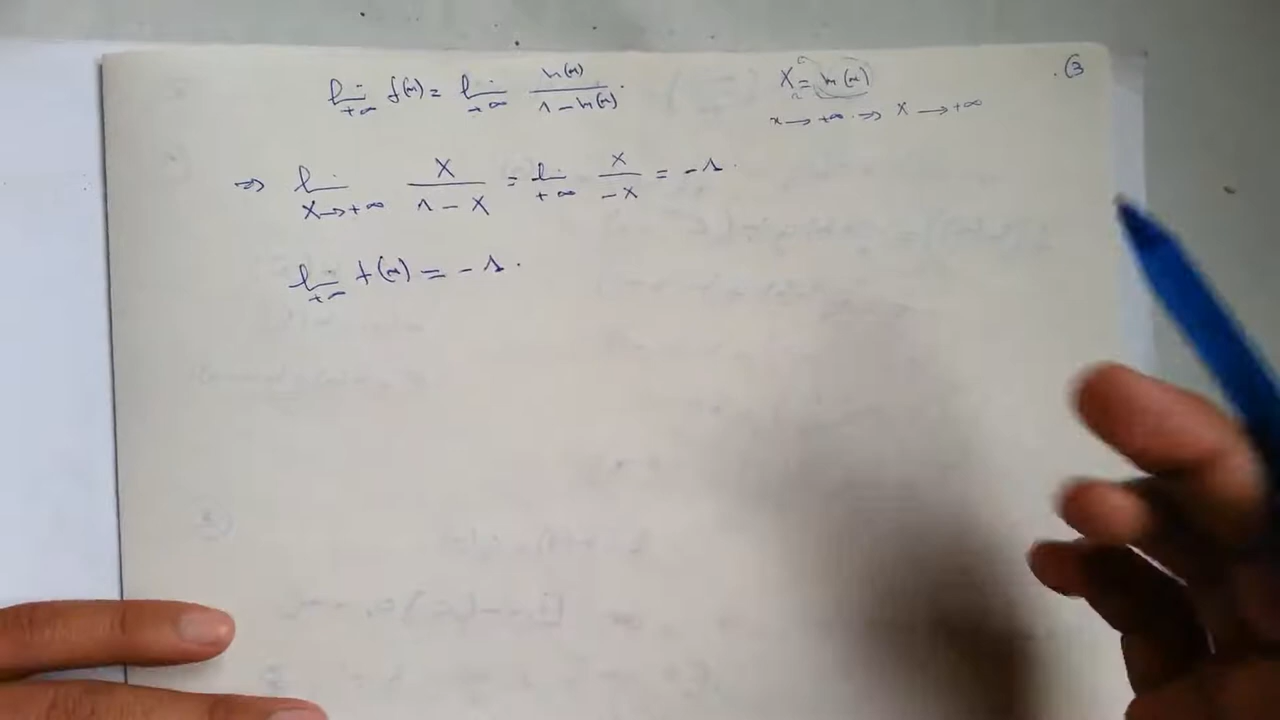 lim +∞ f(x) = lim +∞ ln(x) / 1 - ln(x).
X = ln(x)
x → +∞ ⇒ X → +∞
(3
⇒ lim X→+∞ X / 1 - X = lim +∞ X / -X = -1.
lim +∞ f(x) = -1.